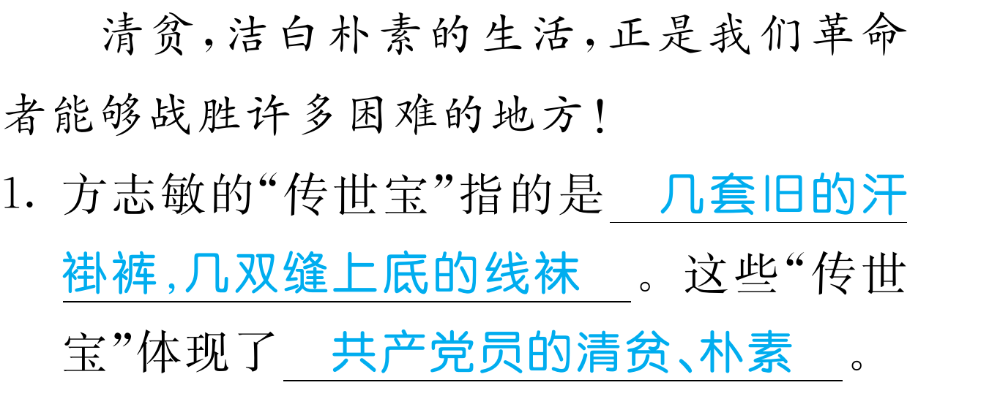 清贫,洁白朴素的生活,正是我们革命
者能够战胜许多困难的地方!
1. 方志敏的“传世宝”指的是 几套旧的汗
褂裤,几双缝上底的线袜 。这些“传世
宝”体现了 共产党员的清贫、朴素 。